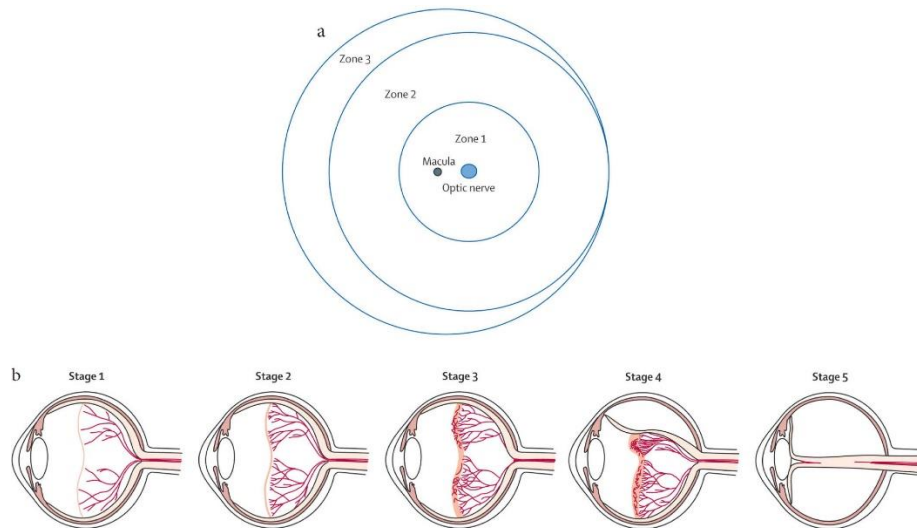 a
Zone 3
Zone 2
Zone 1
Macula
Optic nerve
b
Stage 1
Stage 2
Stage 3
Stage 4
Stage 5